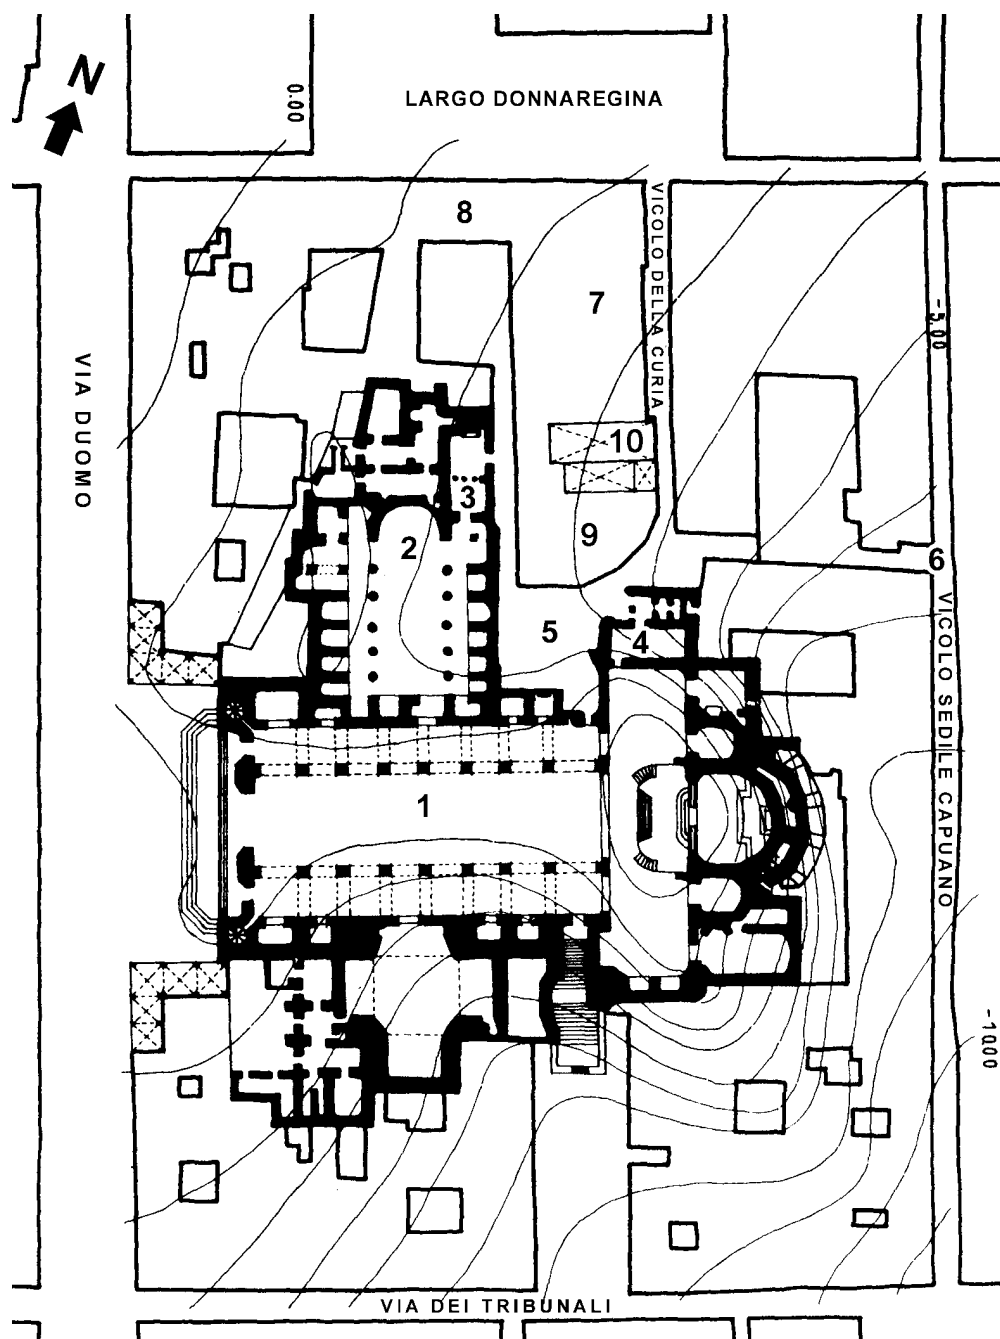 N
0.00
LARGO DONNAREGINA
8
VICOLO DELLA CURIA
7
-5.00
VIA DUOMO
10
3
2
9
6
5
4
VICOLO SEDILE CAPUANO
1
-10.00
VIA DEI TRIBUNALI